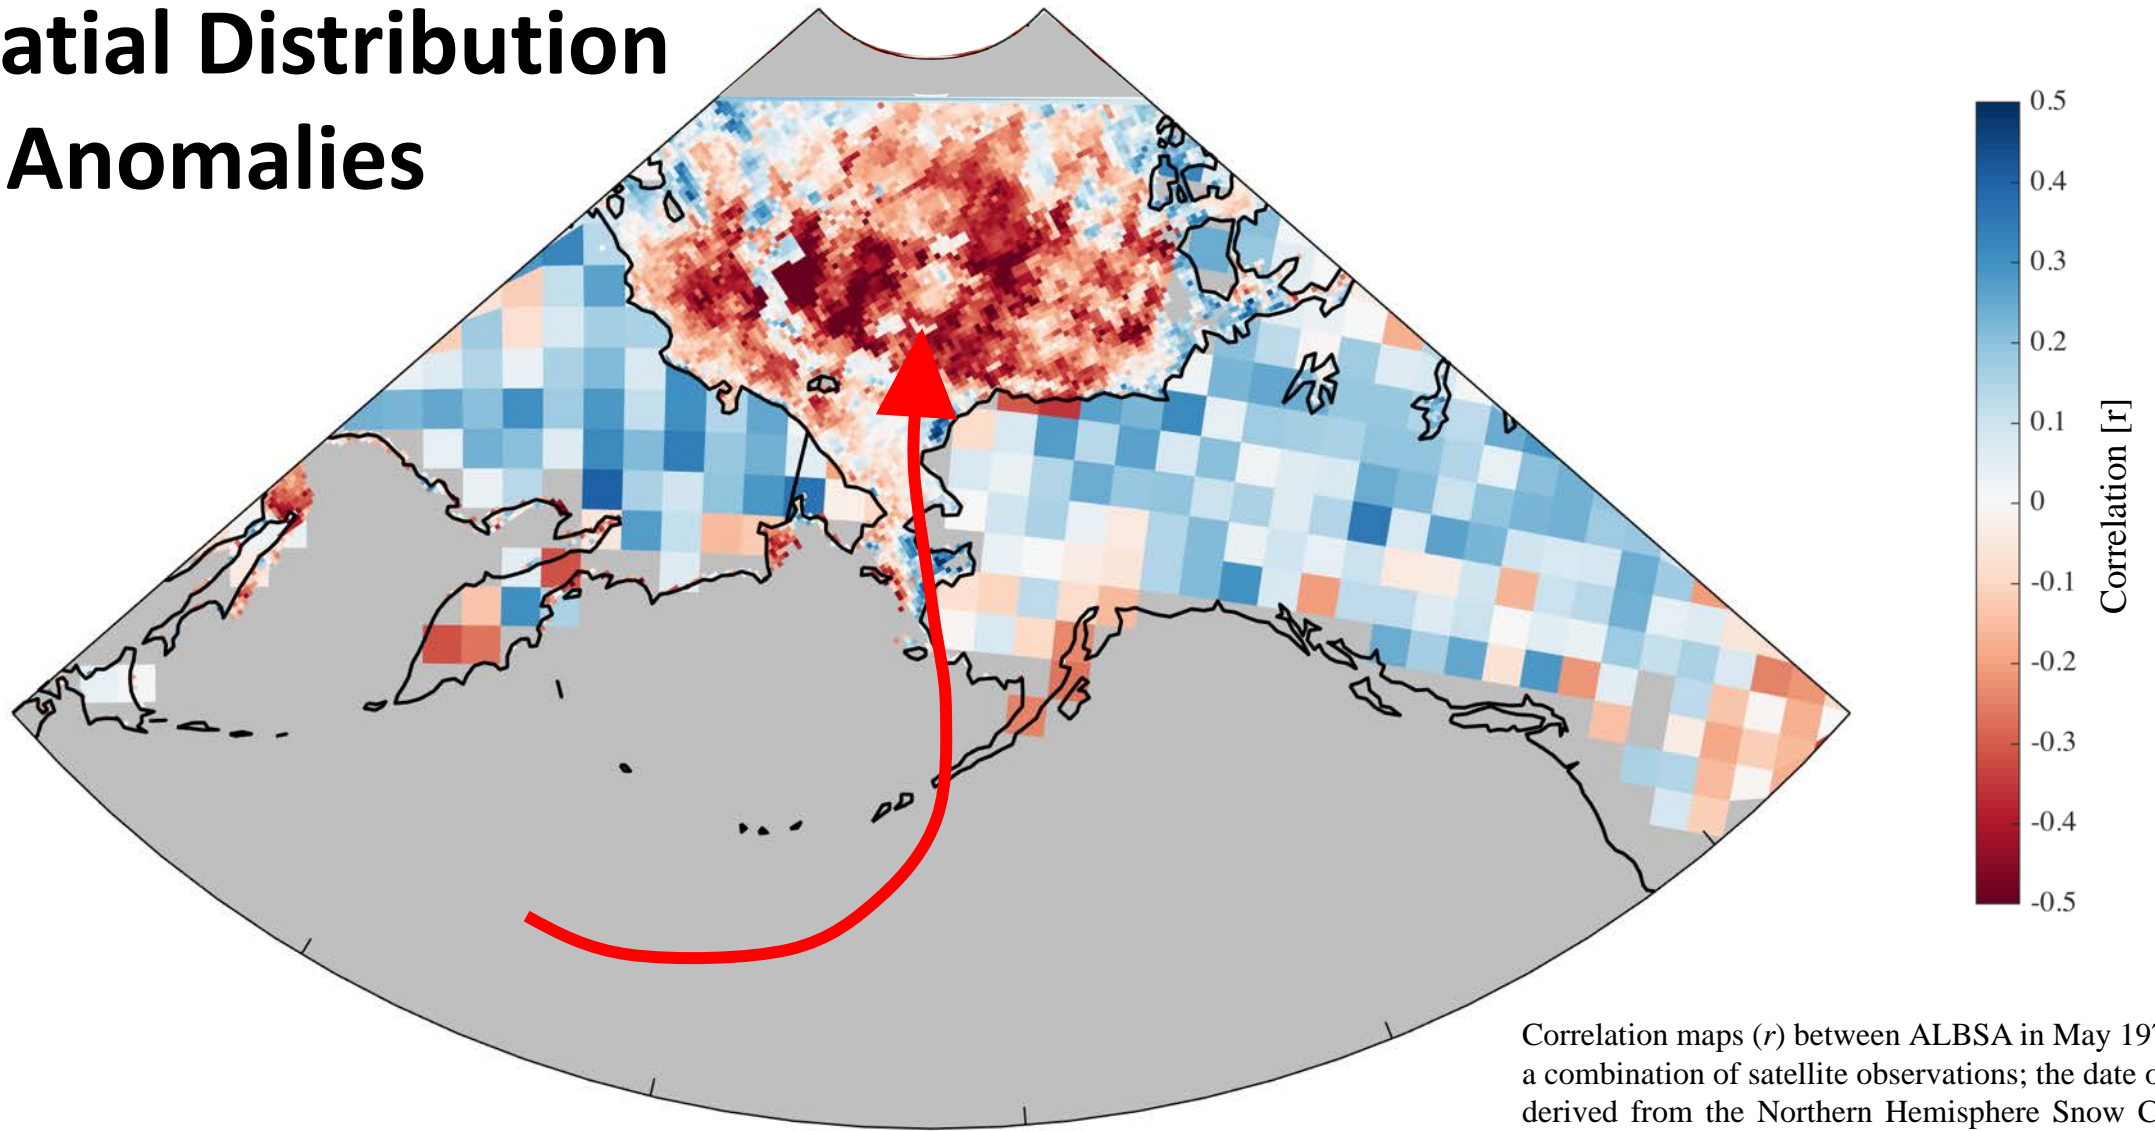 atial Distribution
Anomalies
0.5
0.4
0.3
0.2
0.1
0
-0.1
-0.2
-0.3
-0.4
-0.5
Correlation [r]
Correlation maps (r) between ALBSA in May 19
a combination of satellite observations; the date
derived from the Northern Hemisphere Snow